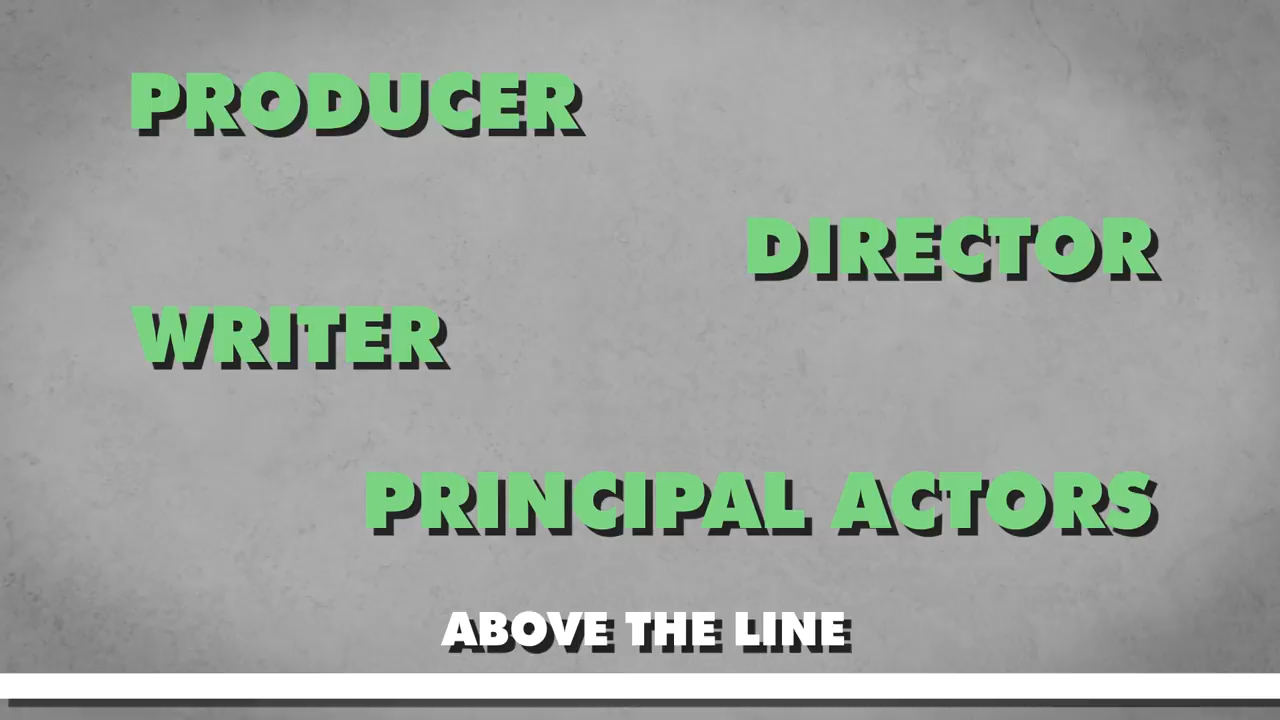 PRODUCER
DIRECTOR
WRITER
PRINCIPAL ACTORS
ABOVE THE LINE